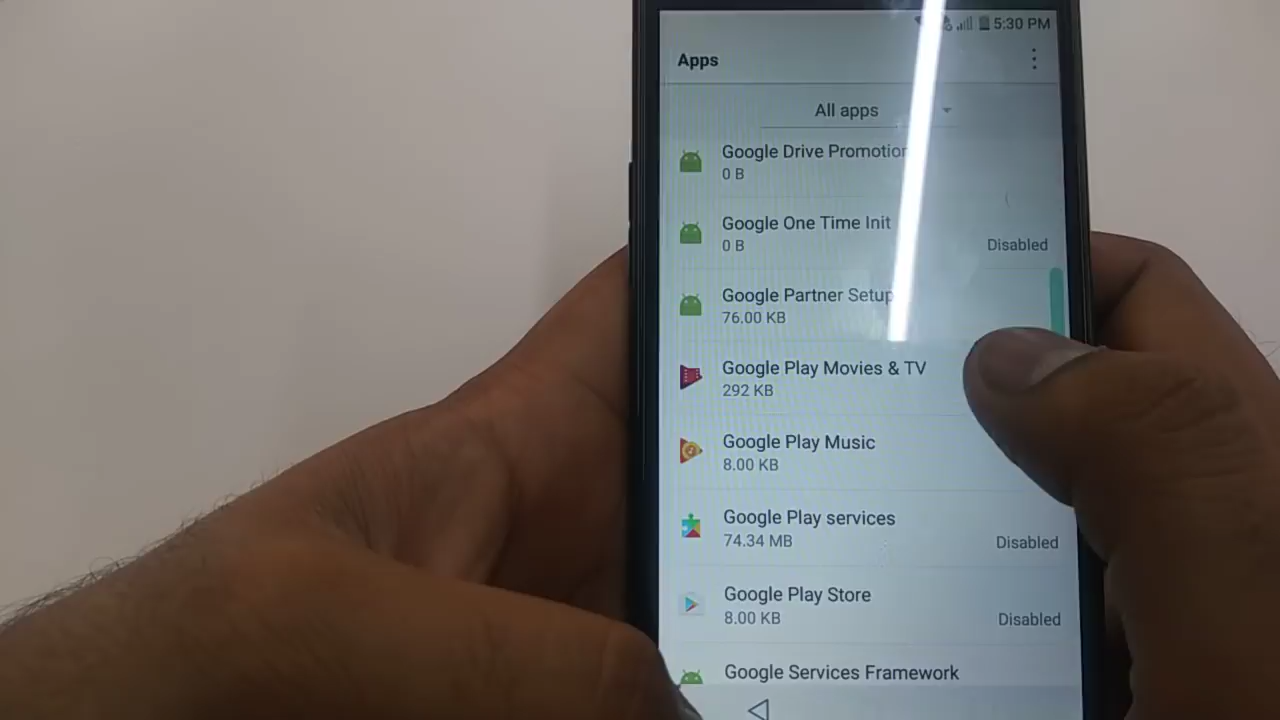 5:30 PM
Apps
All apps
Google Drive Promotion
0 B
Google One Time Init
0 B
Disabled
Google Partner Setup
76.00 KB
Google Play Movies & TV
292 KB
Google Play Music
8.00 KB
Google Play services
74.34 MB
Disabled
Google Play Store
8.00 KB
Disabled
Google Services Framework